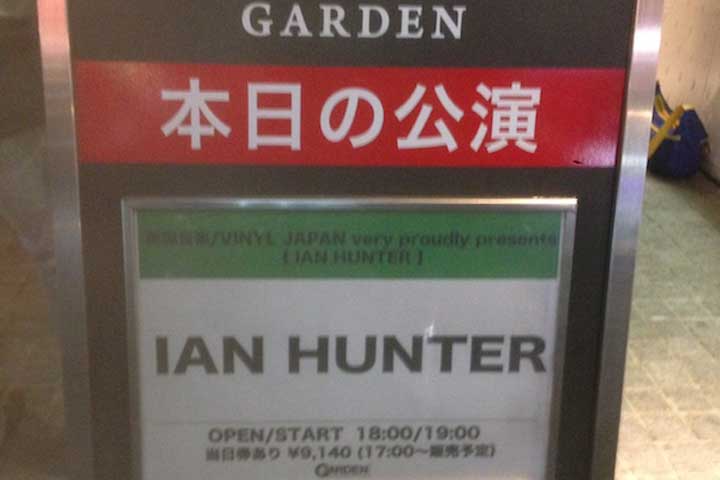 GARDEN
本日の公演
/VINYL JAPAN very proudly presents
[ IAN HUNTER ]
IAN HUNTER
OPEN/START 18:00/19:00
当日券あり ¥9,140 (17:00〜販売予定)
GARDEN